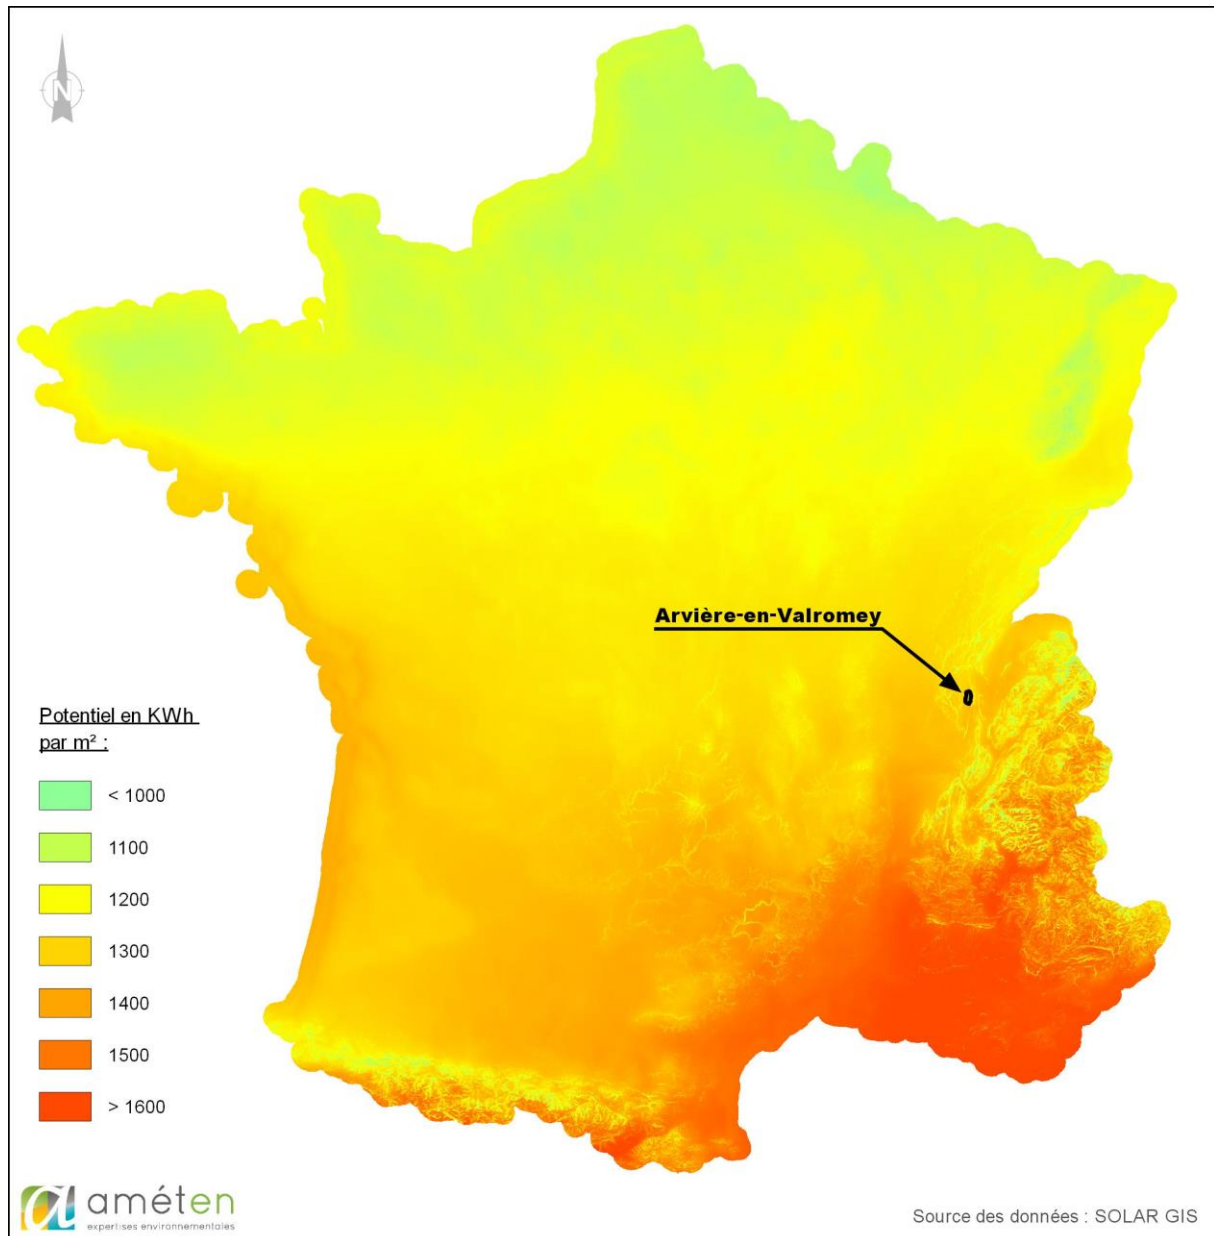 N
Arvière-en-Valromey
Potentiel en KWh
par m² :
< 1000
1100
1200
1300
1400
1500
> 1600
a améten
expertises environnementales
Source des données : SOLAR GIS